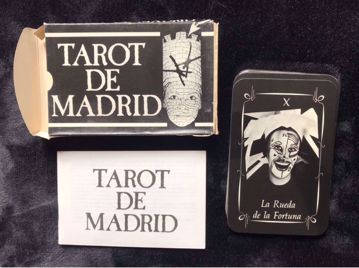 TAROT
DE
MADRID
TAROT
DE
MADRID
X
La Rueda
de la Fortuna